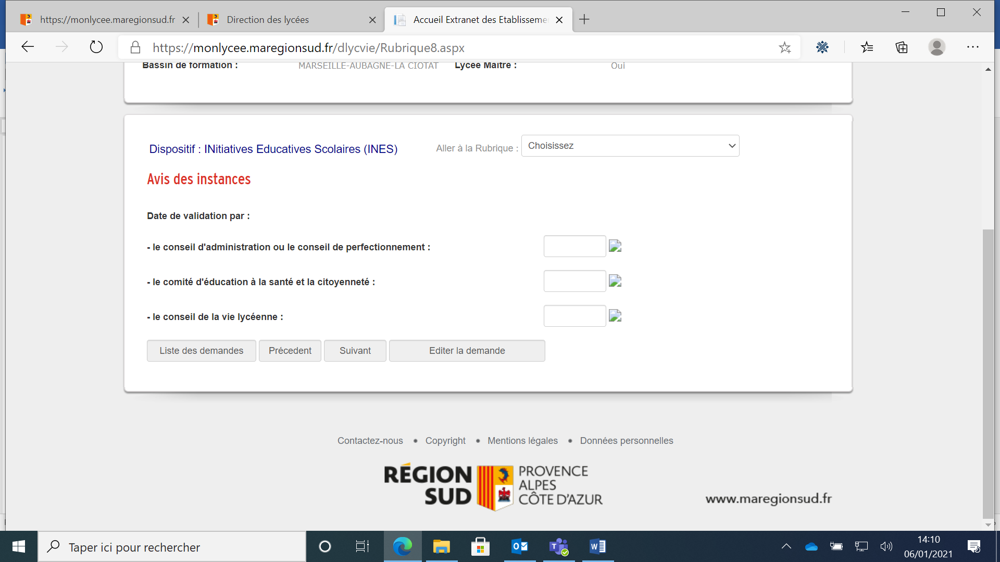 https://monlycee.maregionsud.fr
Direction des lycées
Accueil Extranet des Etablisseme
https://monlycee.maregionsud.fr/dlycvie/Rubrique8.aspx
Bassin de formation : MARSEILLE-AUBAGNE-LA CIOTAT Lycée Maître : Oui
Dispositif : INitiatives Educatives Scolaires (INES) Aller à la Rubrique : Choisissez
Avis des instances
Date de validation par :
- le conseil d'administration ou le conseil de perfectionnement :
- le comité d'éducation à la santé et la citoyenneté :
- le conseil de la vie lycéenne :
Liste des demandes Précedent Suivant Editer la demande
Contactez-nous • Copyright • Mentions légales • Données personnelles
RÉGION
SUD
PROVENCE
ALPES
CÔTE D'AZUR
www.maregionsud.fr
Taper ici pour rechercher
14:10
06/01/2021